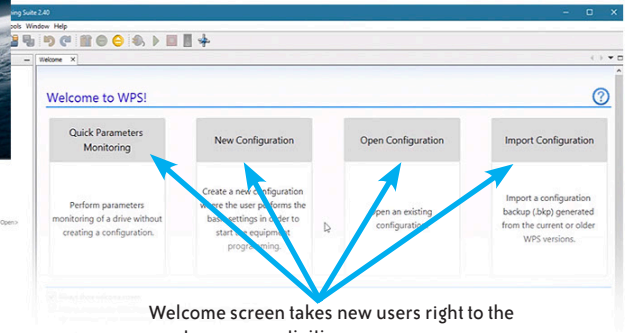 Suite 2.40
Window Help
Welcome X
Welcome to WPS!
Quick Parameters
Monitoring
Perform parameters
monitoring of a drive without
creating a configuration.
New Configuration
Create a new configuration
where the user performs the
basic settings in order to
start the equipment
programming.
Open Configuration
Open an existing
configuration.
Import Configuration
Import a configuration
backup (.bkp) generated
from the current or older
WPS versions.
Welcome screen takes new users right to the